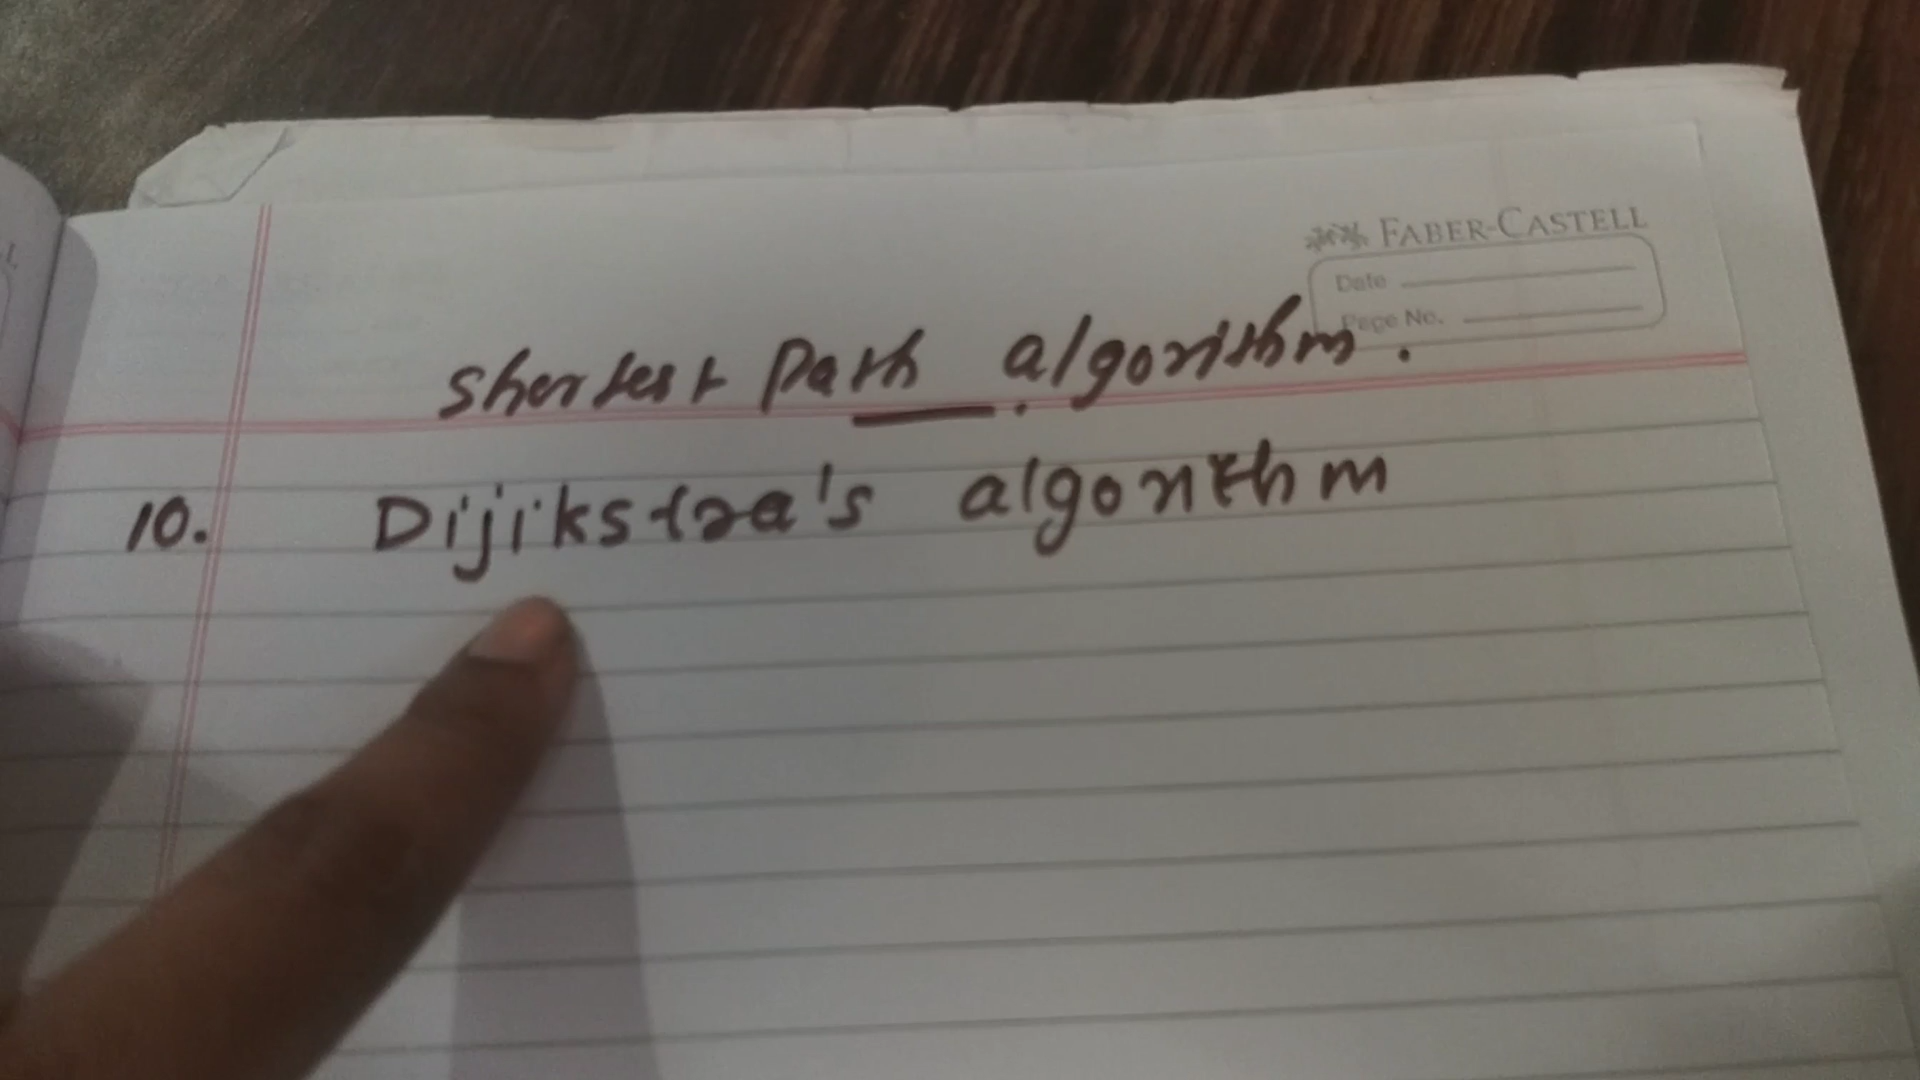 FABER-CASTELL
Date
Page No.
Shortest Path algorithm.
10. Dijikstra's algorithm